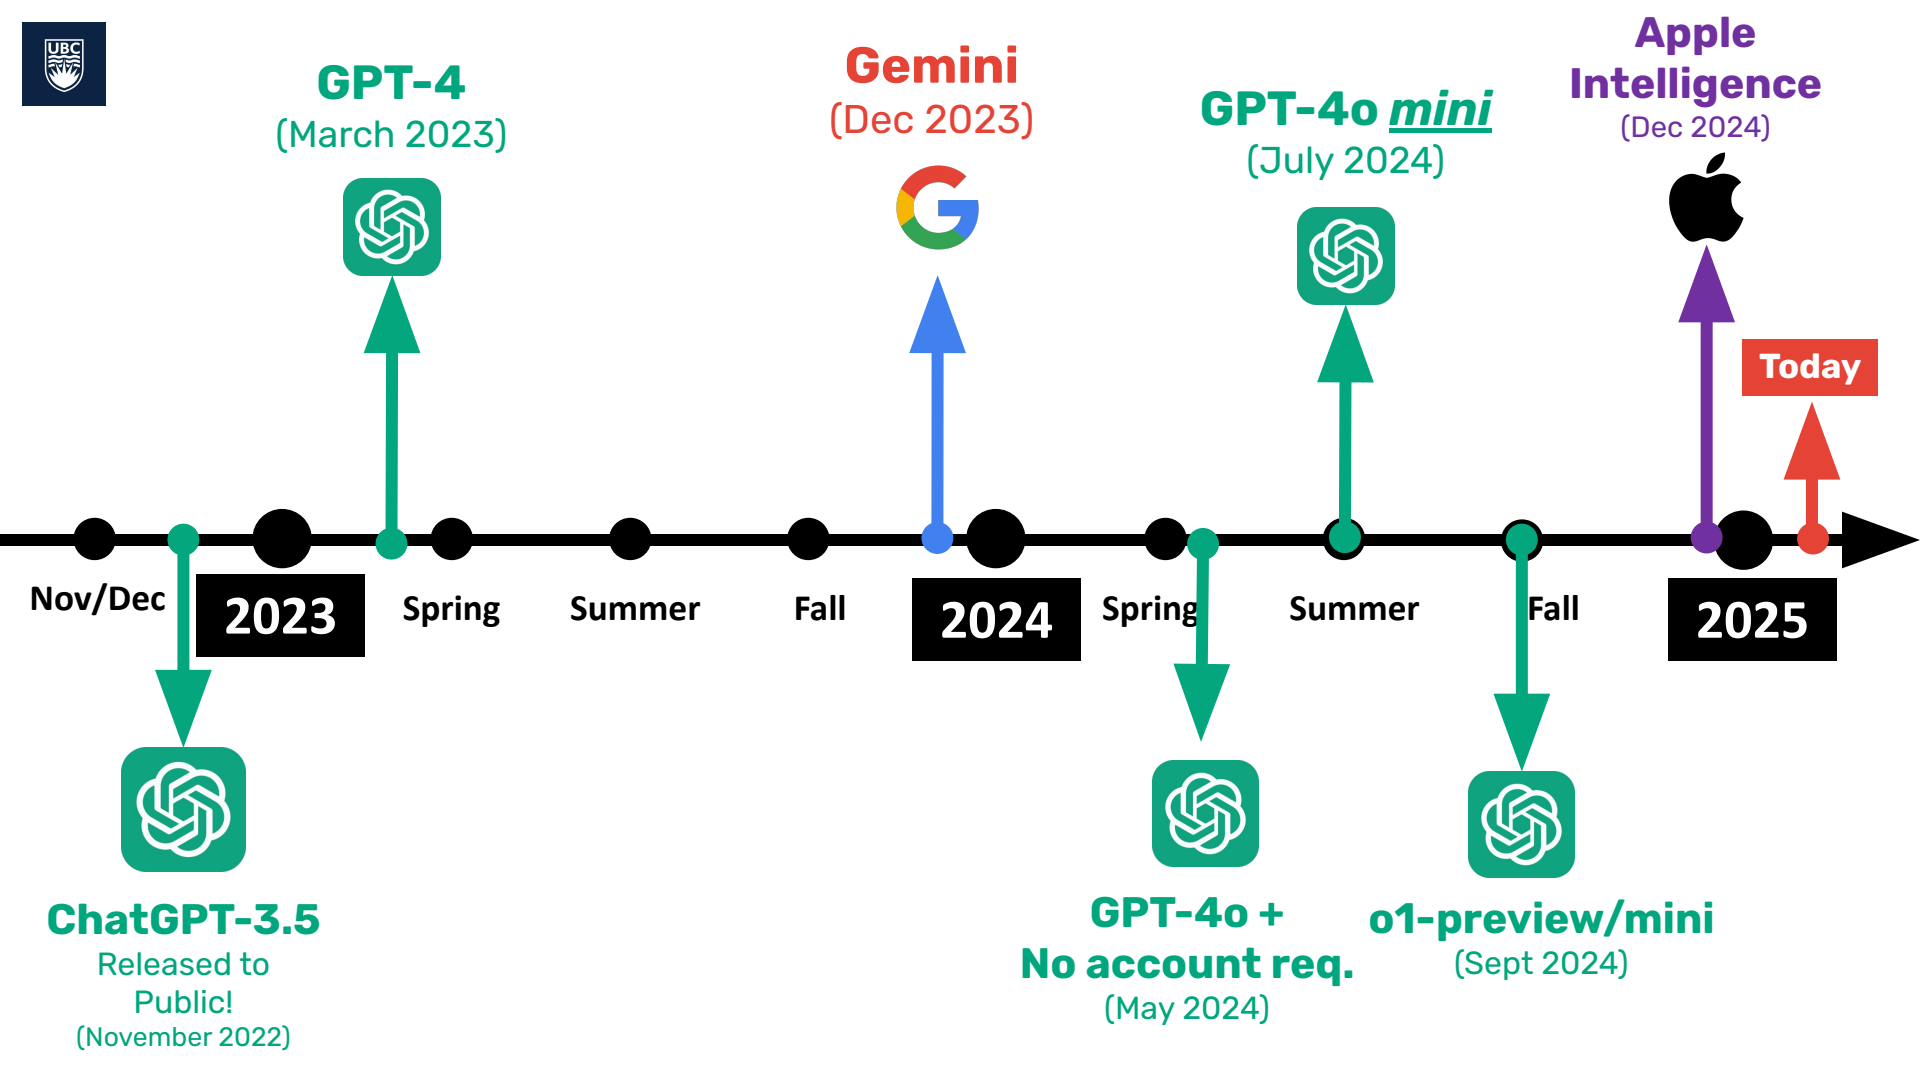 UBC
GPT-4
(March 2023)
Gemini
(Dec 2023)
GPT-4o mini
(July 2024)
Apple
Intelligence
(Dec 2024)
Today
Nov/Dec
2023
Spring
Summer
Fall
2024
Spring
Summer
Fall
2025
ChatGPT-3.5
Released to
Public!
(November 2022)
GPT-4o +
No account req.
(May 2024)
o1-preview/mini
(Sept 2024)